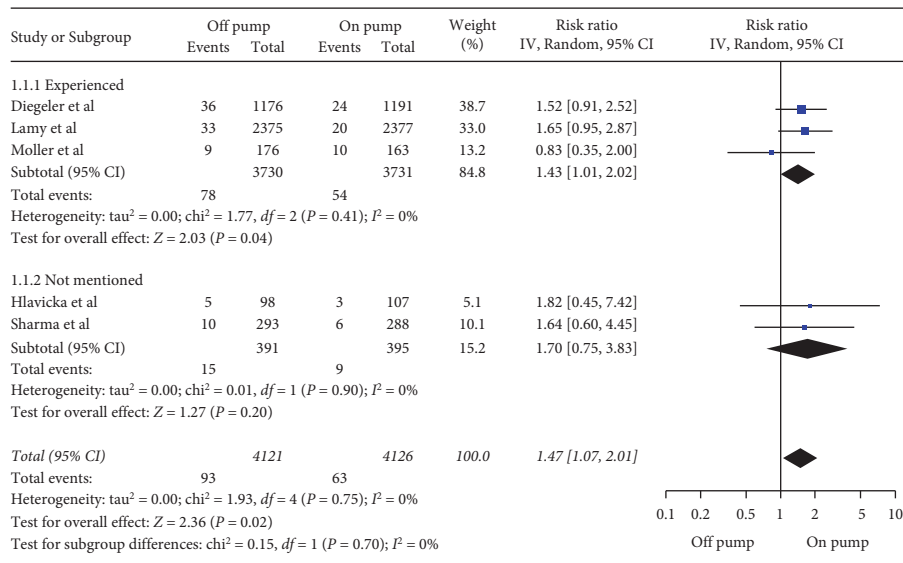 Study or Subgroup Off pump On pump Weight (%) Risk ratio IV, Random, 95% CI Risk ratio IV, Random, 95% CI
Events Total Events Total
1.1.1 Experienced
Diegeler et al 36 1176 24 1191 38.7 1.52 [0.91, 2.52]
Lamy et al 33 2375 20 2377 33.0 1.65 [0.95, 2.87]
Moller et al 9 176 10 163 13.2 0.83 [0.35, 2.00]
Subtotal (95% CI) 3730 3731 84.8 1.43 [1.01, 2.02]
Total events: 78 54
Heterogeneity: tau² = 0.00; chi² = 1.77, df = 2 (P = 0.41); I² = 0%
Test for overall effect: Z = 2.03 (P = 0.04)
1.1.2 Not mentioned
Hlavicka et al 5 98 3 107 5.1 1.82 [0.45, 7.42]
Sharma et al 10 293 6 288 10.1 1.64 [0.60, 4.45]
Subtotal (95% CI) 391 395 15.2 1.70 [0.75, 3.83]
Total events: 15 9
Heterogeneity: tau² = 0.00; chi² = 0.01, df = 1 (P = 0.90); I² = 0%
Test for overall effect: Z = 1.27 (P = 0.20)
Total (95% CI) 4121 4126 100.0 1.47 [1.07, 2.01]
Total events: 93 63
Heterogeneity: tau² = 0.00; chi² = 1.93, df = 4 (P = 0.75); I² = 0%
Test for overall effect: Z = 2.36 (P = 0.02)
Test for subgroup differences: chi² = 0.15, df = 1 (P = 0.70); I² = 0%
0.1 0.2 0.5 1 2 5 10
Off pump On pump